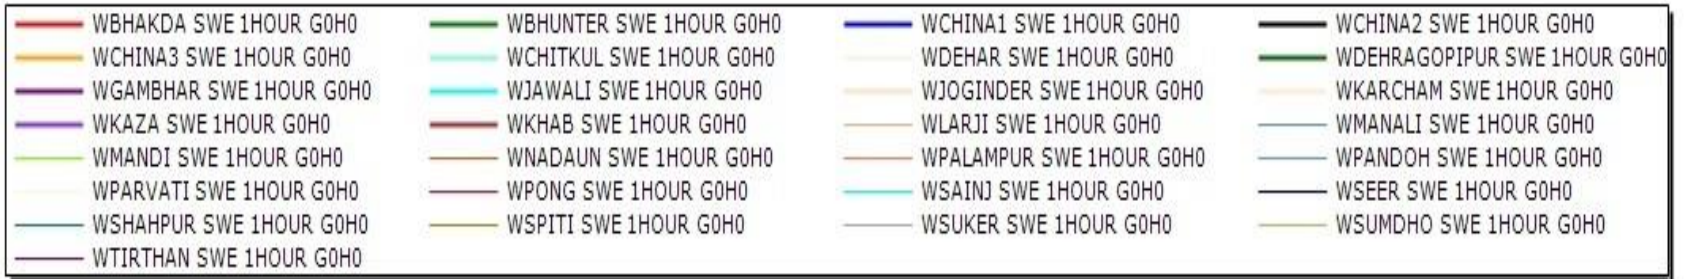 WBHAKDA SWE 1HOUR G0H0 WBHUNTER SWE 1HOUR G0H0 WCHINA1 SWE 1HOUR G0H0 WCHINA2 SWE 1HOUR G0H0
WCHINA3 SWE 1HOUR G0H0 WCHITKUL SWE 1HOUR G0H0 WDEHAR SWE 1HOUR G0H0 WDEHRAGOPIPUR SWE 1HOUR G0H0
WGAMBHAR SWE 1HOUR G0H0 WJAWALI SWE 1HOUR G0H0 WJOGINDER SWE 1HOUR G0H0 WKARCHAM SWE 1HOUR G0H0
WKAZA SWE 1HOUR G0H0 WKHAB SWE 1HOUR G0H0 WLARJI SWE 1HOUR G0H0 WMANALI SWE 1HOUR G0H0
WMANDI SWE 1HOUR G0H0 WNADAUN SWE 1HOUR G0H0 WPALAMPUR SWE 1HOUR G0H0 WPANDOH SWE 1HOUR G0H0
WPARVATI SWE 1HOUR G0H0 WPONG SWE 1HOUR G0H0 WSAINJ SWE 1HOUR G0H0 WSEER SWE 1HOUR G0H0
WSHAHPUR SWE 1HOUR G0H0 WSPITI SWE 1HOUR G0H0 WSUKER SWE 1HOUR G0H0 WSUMDHO SWE 1HOUR G0H0
WTIRTHAN SWE 1HOUR G0H0